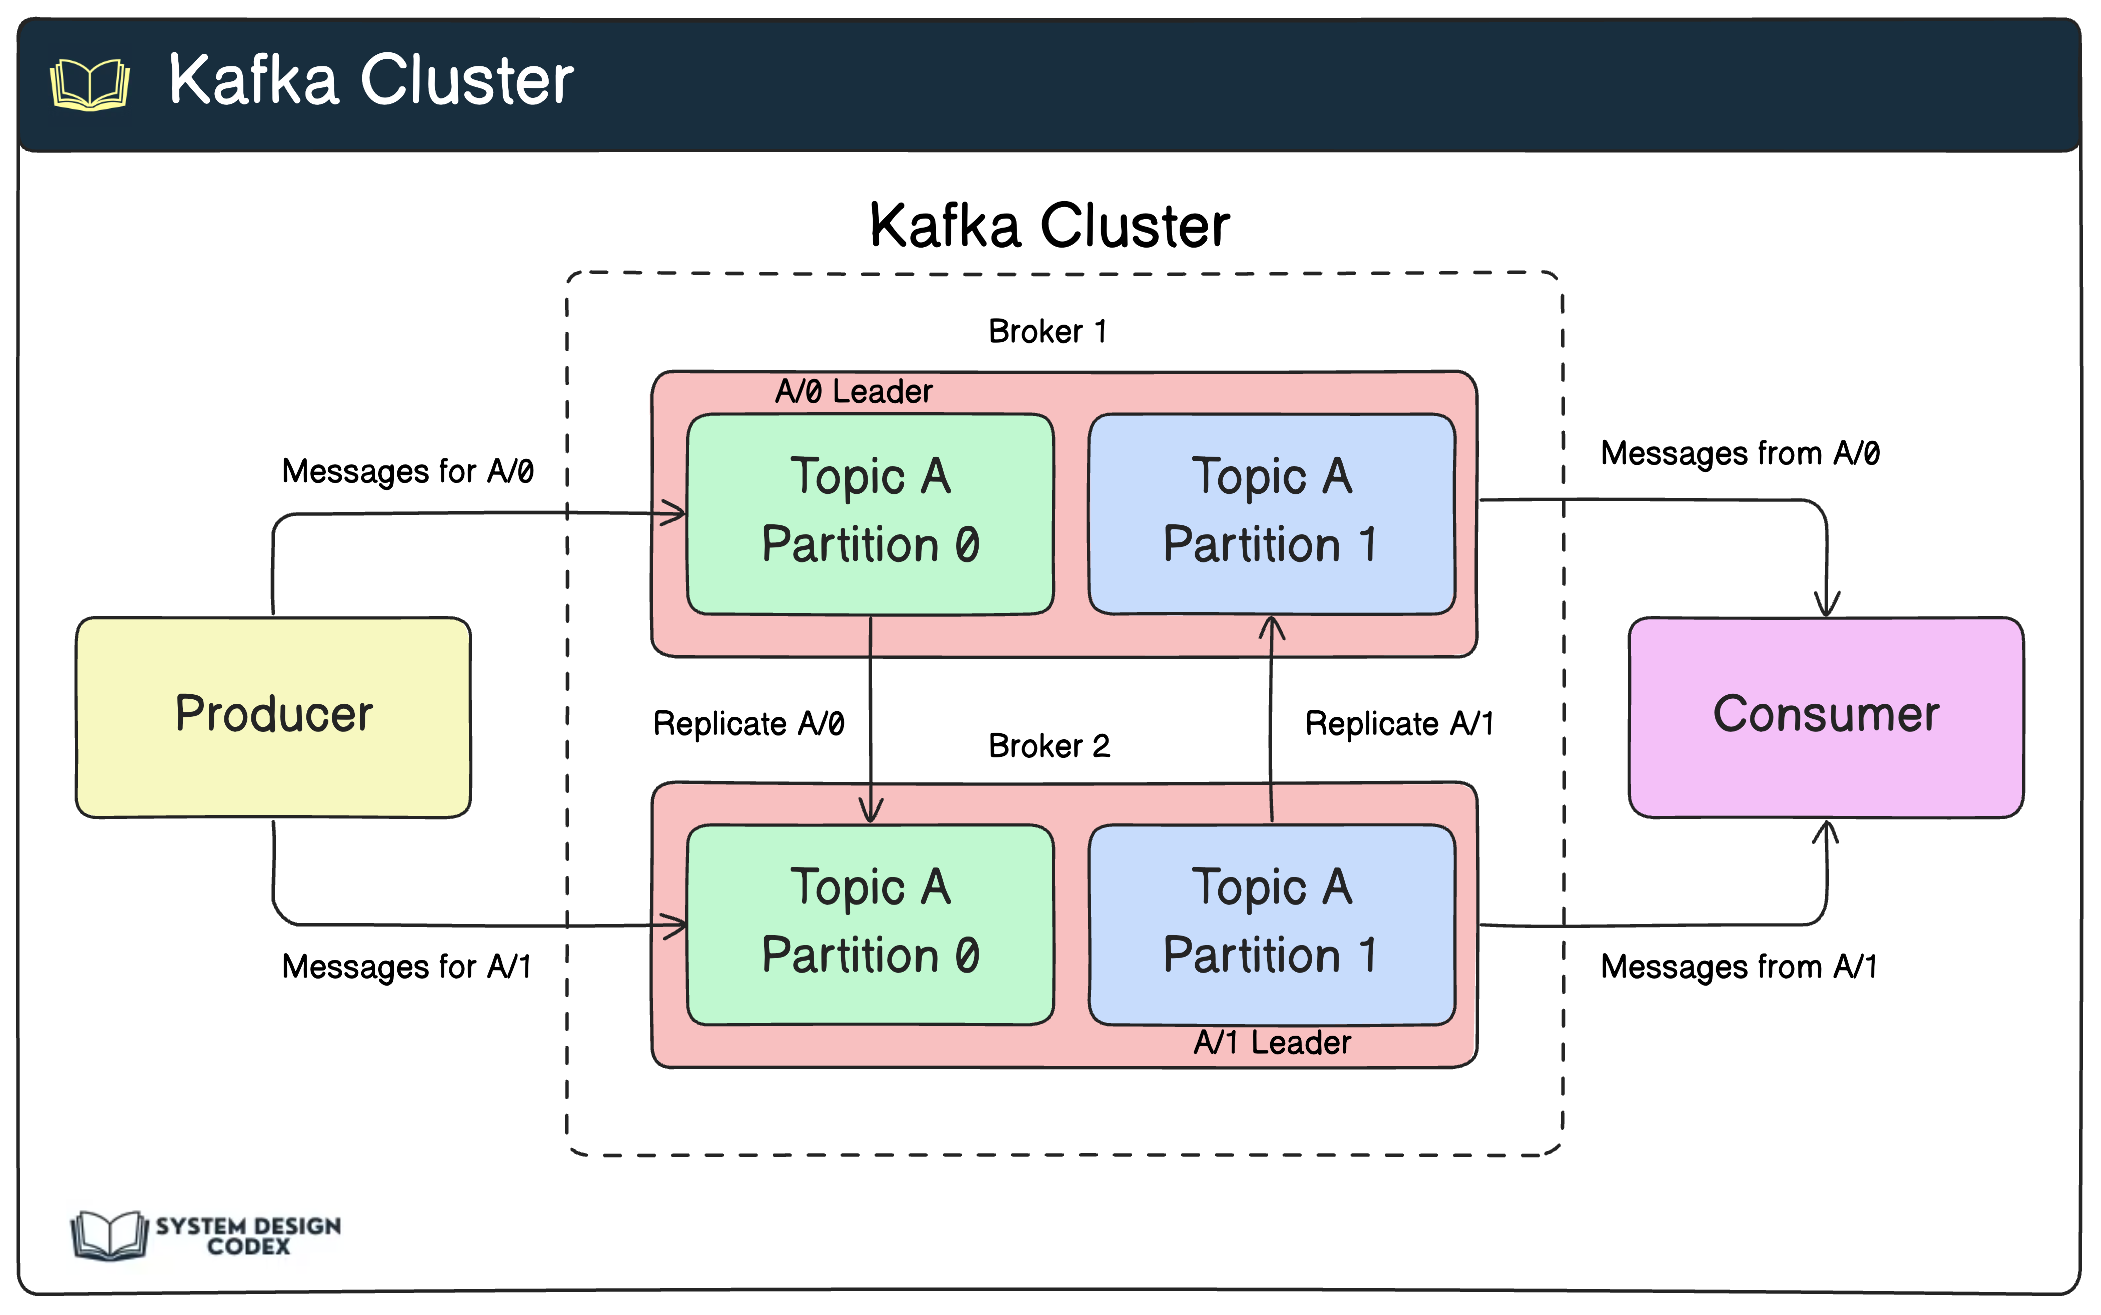 Kafka Cluster
Kafka Cluster
Broker 1
A/0 Leader
Topic A
Partition 0
Topic A
Partition 1
Messages for A/0
Messages from A/0
Producer
Replicate A/0
Broker 2
Replicate A/1
Consumer
Topic A
Partition 0
Topic A
Partition 1
A/1 Leader
Messages for A/1
Messages from A/1
SYSTEM DESIGN
CODEX